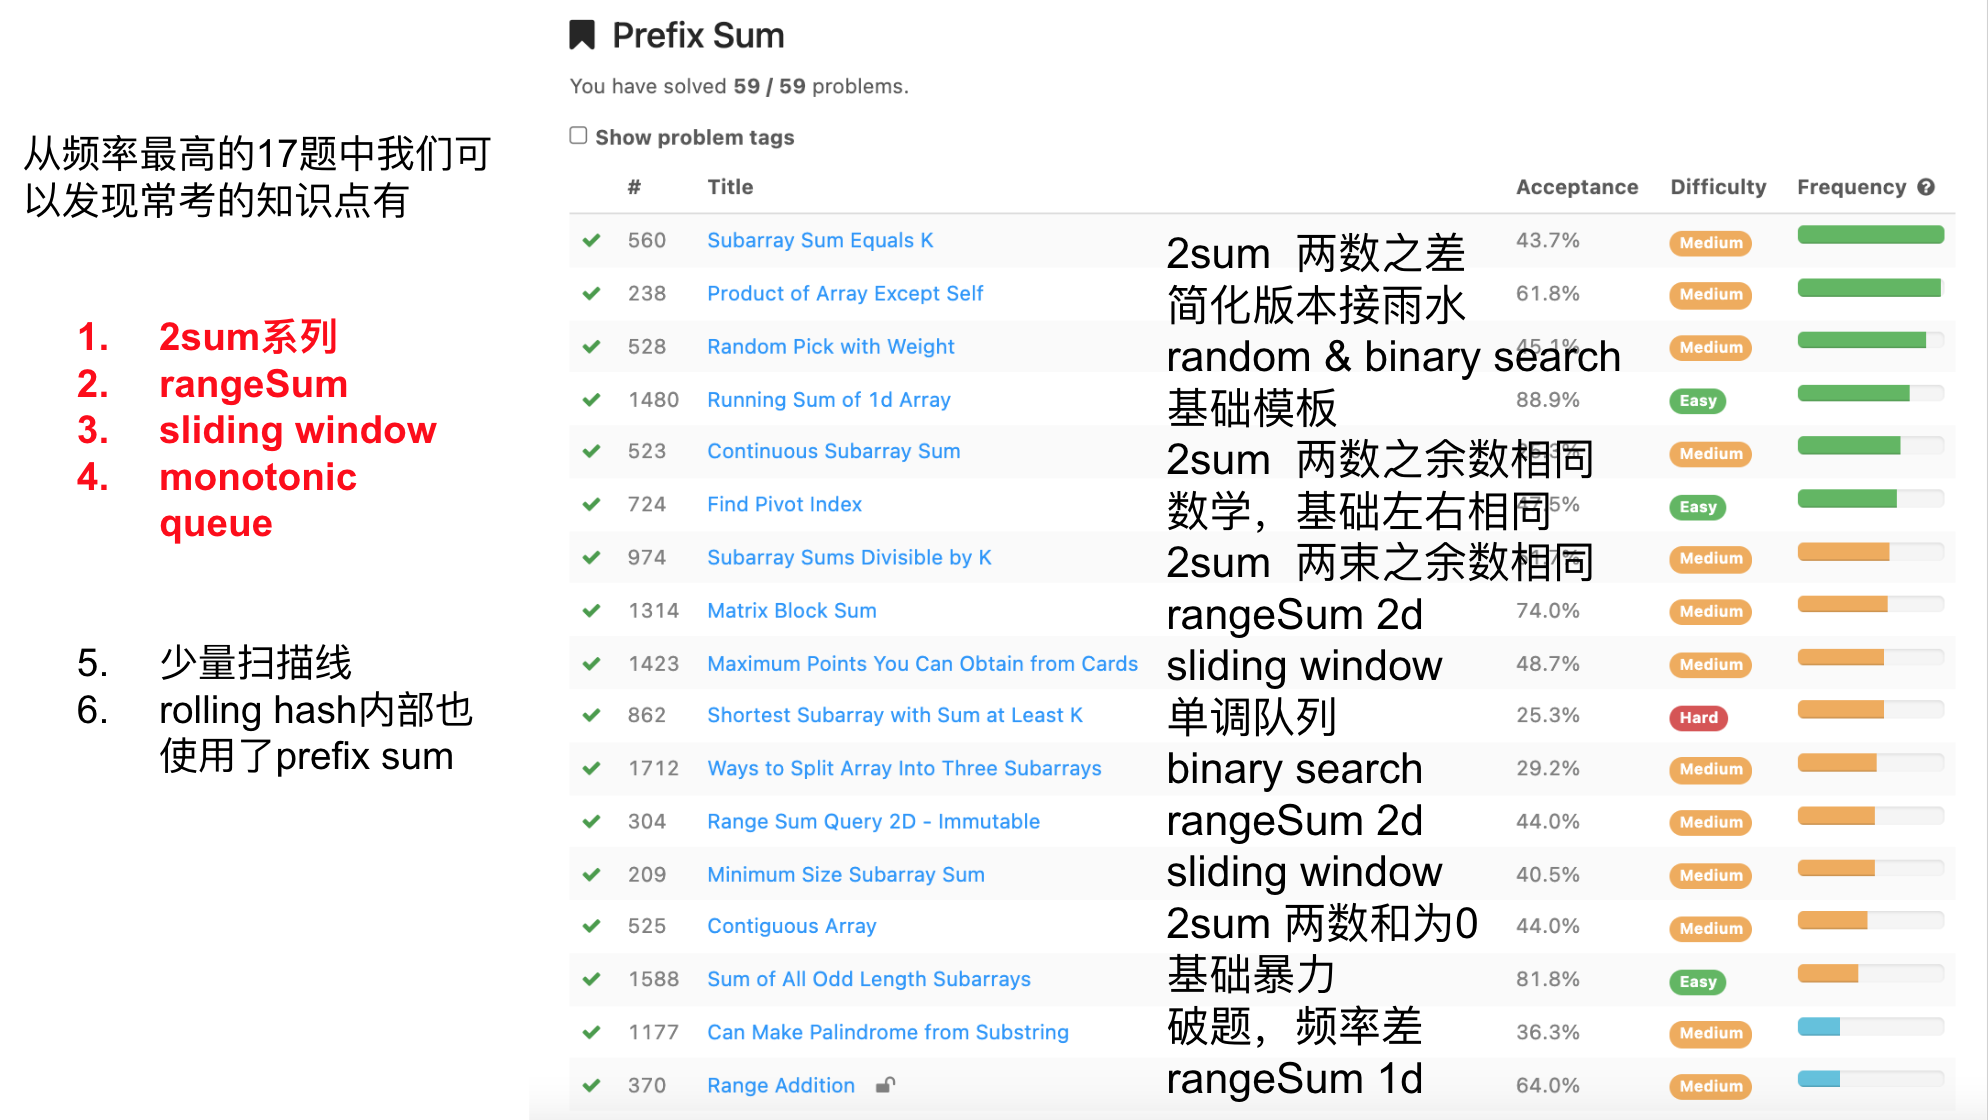 Prefix Sum
You have solved 59 / 59 problems.
Show problem tags
从频率最高的17题中我们可
以发现常考的知识点有
1. 2sum系列
2. rangeSum
3. sliding window
4. monotonic
queue
5. 少量扫描线
6. rolling hash内部也
使用了prefix sum
# Title Acceptance Difficulty Frequency
560 Subarray Sum Equals K 2sum 两数之差 43.7% Medium
238 Product of Array Except Self 简化版本接雨水 61.8% Medium
528 Random Pick with Weight random & binary search 45.1% Medium
1480 Running Sum of 1d Array 基础模板 88.9% Easy
523 Continuous Subarray Sum 2sum 两数之余数相同 Medium
724 Find Pivot Index 数学，基础左右相同 47.5% Easy
974 Subarray Sums Divisible by K 2sum 两束之余数相同 Medium
1314 Matrix Block Sum rangeSum 2d 74.0% Medium
1423 Maximum Points You Can Obtain from Cards sliding window 48.7% Medium
862 Shortest Subarray with Sum at Least K 单调队列 25.3% Hard
1712 Ways to Split Array Into Three Subarrays binary search 29.2% Medium
304 Range Sum Query 2D - Immutable rangeSum 2d 44.0% Medium
209 Minimum Size Subarray Sum sliding window 40.5% Medium
525 Contiguous Array 2sum 两数和为0 44.0% Medium
1588 Sum of All Odd Length Subarrays 基础暴力 81.8% Easy
1177 Can Make Palindrome from Substring 破题，频率差 36.3% Medium
370 Range Addition rangeSum 1d 64.0% Medium